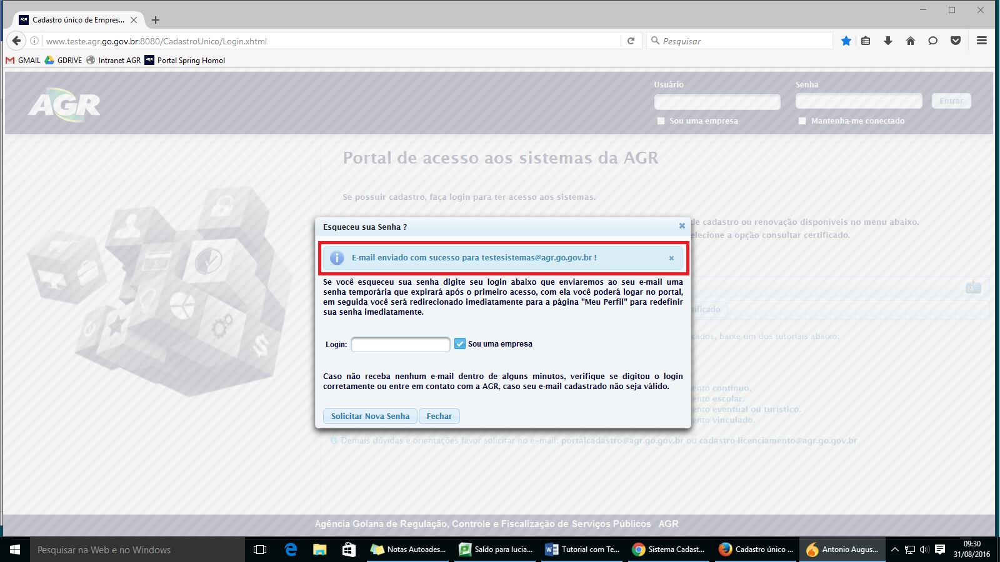 Cadastro único de Empres...
www.teste.agr.go.gov.br:8080/CadastroUnico/Login.xhtml
Pesquisar
GMAIL GDRIVE Intranet AGR AGR Portal Spring Homol
AGR
Usuário Senha
Entrar
Sou uma empresa Mantenha-me conectado
Portal de acesso aos sistemas da AGR
Se possuir cadastro, faça login para ter acesso aos sistemas.
de cadastro ou renovação disponíveis no menu abaixo.
elecione a opção consultar certificado.
Esqueceu sua Senha ?
E-mail enviado com sucesso para testesistemas@agr.go.gov.br !
Se você esqueceu sua senha digite seu login abaixo que enviaremos ao seu e-mail uma
senha temporária que expirará após o primeiro acesso, com ela você poderá logar no portal,
em seguida você será redirecionado imediatamente para a página "Meu Perfil" para redefinir
sua senha imediatamente.
tificado
cados, baixe um dos tutoriais abaixo:
Login: Sou uma empresa
Caso não receba nenhum e-mail dentro de alguns minutos, verifique se digitou o login
corretamente ou entre em contato com a AGR, caso seu e-mail cadastrado não seja válido.
ento contínuo.
ento escolar.
ento eventual ou turístico.
ento vinculado.
Solicitar Nova Senha Fechar
Demais dúvidas e orientações favor solicitar no e-mail: portalcadastro@agr.go.gov.br ou cadastro-licenciamento@agr.go.gov.br
Agência Goiana de Regulação, Controle e Fiscalização de Serviços Públicos AGR
Pesquisar na Web e no Windows
Notas Autoades... Saldo para lucia... Tutorial com Te... Sistema Cadast... Cadastro único ... Antonio Augus...
09:30
31/08/2016